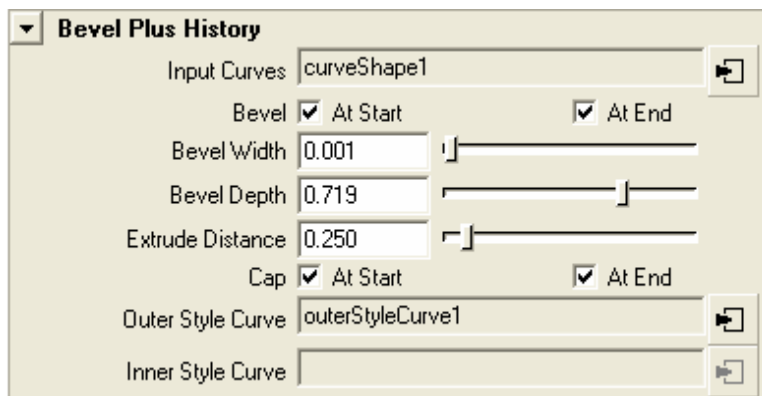 Bevel Plus History
Input Curves curveShape1
Bevel At Start At End
Bevel Width 0.001
Bevel Depth 0.719
Extrude Distance 0.250
Cap At Start At End
Outer Style Curve outerStyleCurve1
Inner Style Curve